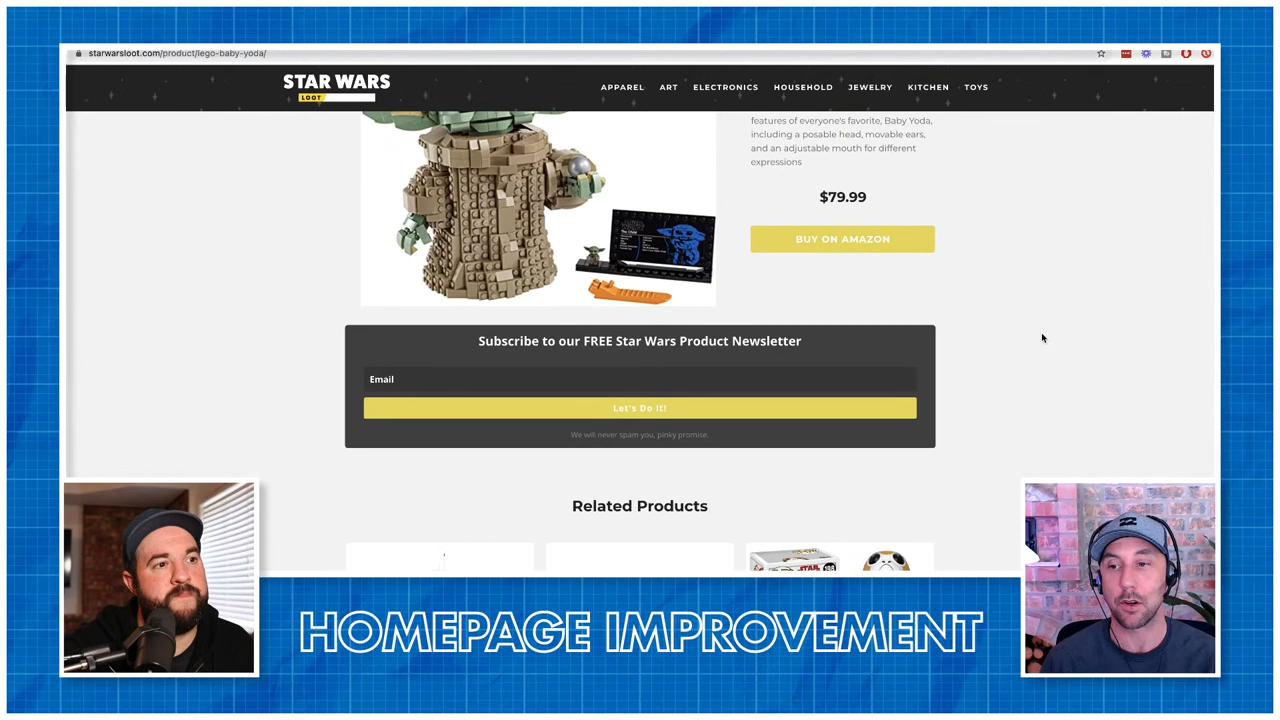 starwarsloot.com/product/lego-baby-yoda/
STAR WARS
LOOT
APPAREL ART ELECTRONICS HOUSEHOLD JEWELRY KITCHEN TOYS
features of everyone's favorite, Baby Yoda,
including a posable head, movable ears,
and an adjustable mouth for different
expressions
$79.99
BUY ON AMAZON
Subscribe to our FREE Star Wars Product Newsletter
Email
Let's Do It!
We will never spam you, pinky promise.
Related Products
HOMEPAGE IMPROVEMENT